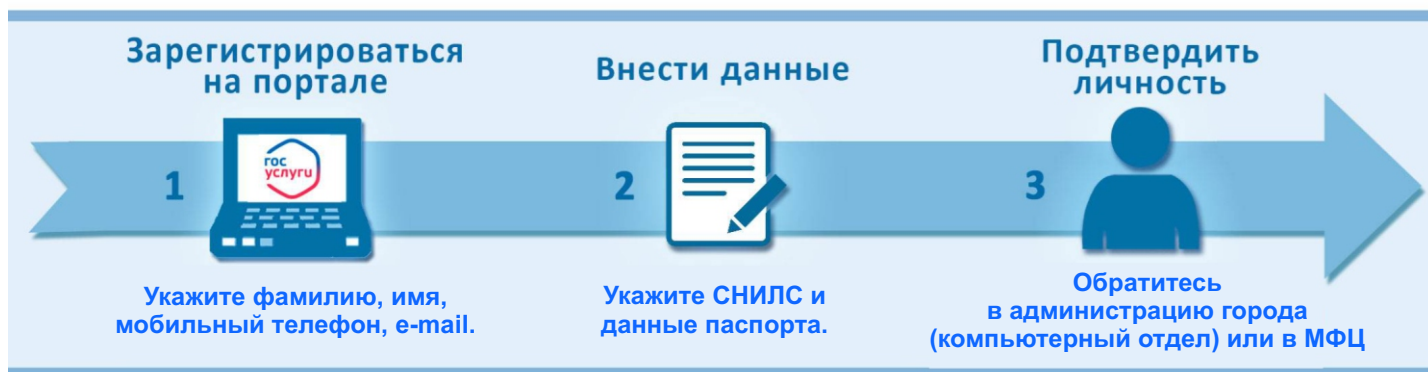 Зарегистрироваться
на портале
1
гос
услуги
Укажите фамилию, имя,
мобильный телефон, e-mail.
Внести данные
2
Укажите СНИЛС и
данные паспорта.
Подтвердить
личность
3
Обратитесь
в администрацию города
(компьютерный отдел) или в МФЦ